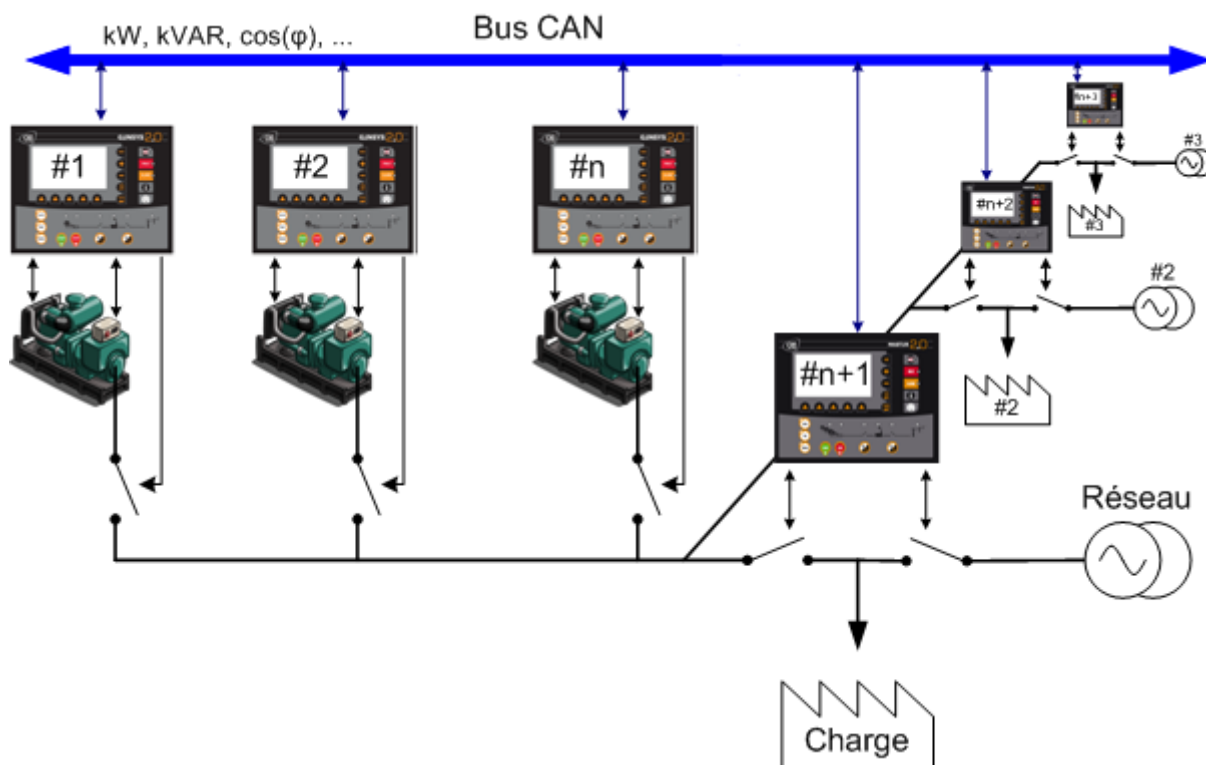 kW, kVAR, cos(φ), ...
Bus CAN
#1
#2
#n
#n+1
#n+2
#n+3
#3
#3
#2
#2
Réseau
Charge